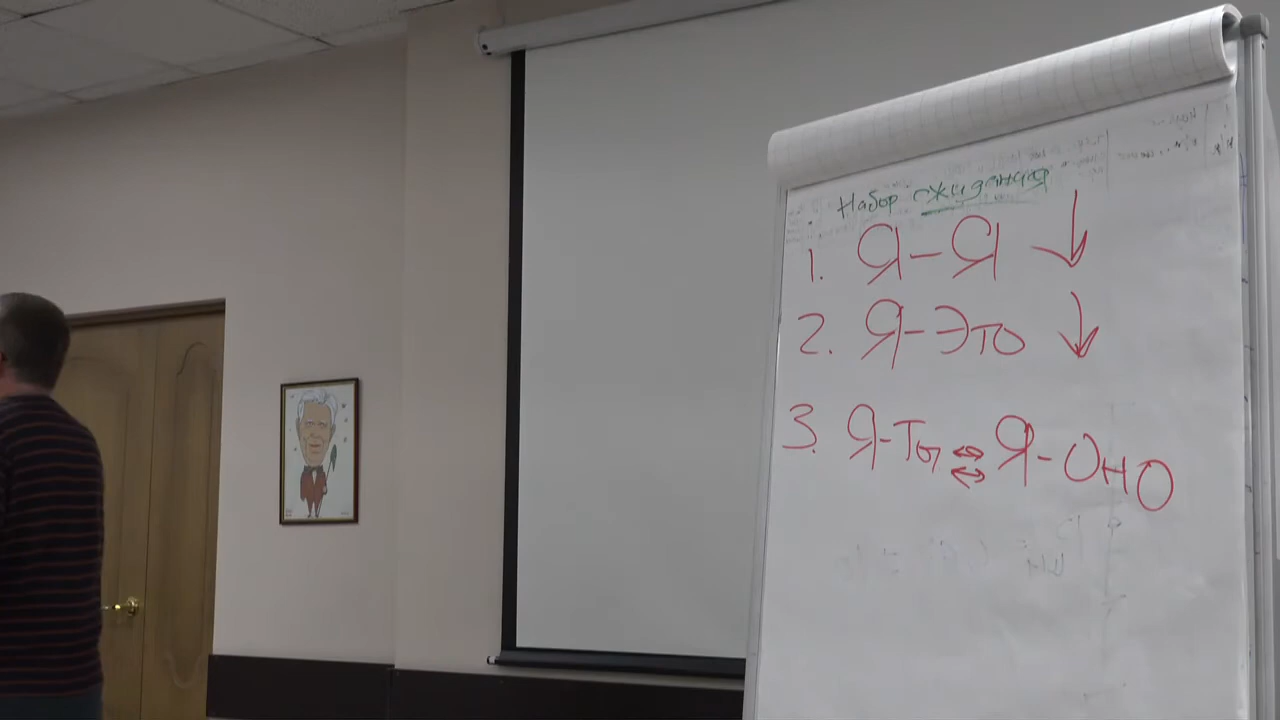 Набор ожидания
1. Я-Я ↓
2. Я-Это ↓
3. Я-Ты ↔ ↔ Я-Оно